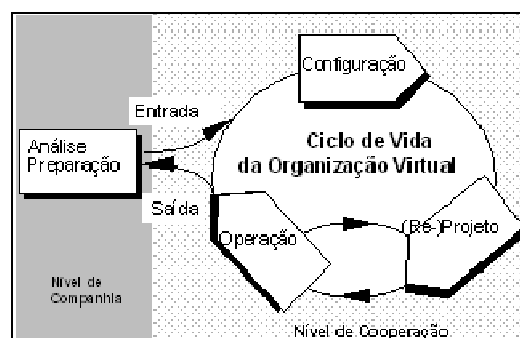 Configuração
Entrada
Ciclo de Vida
da Organização Virtual
Análise
Preparação
Saída
Operação
(Re-)Projeto
Nível de
Companhia
Nível de Cooperação